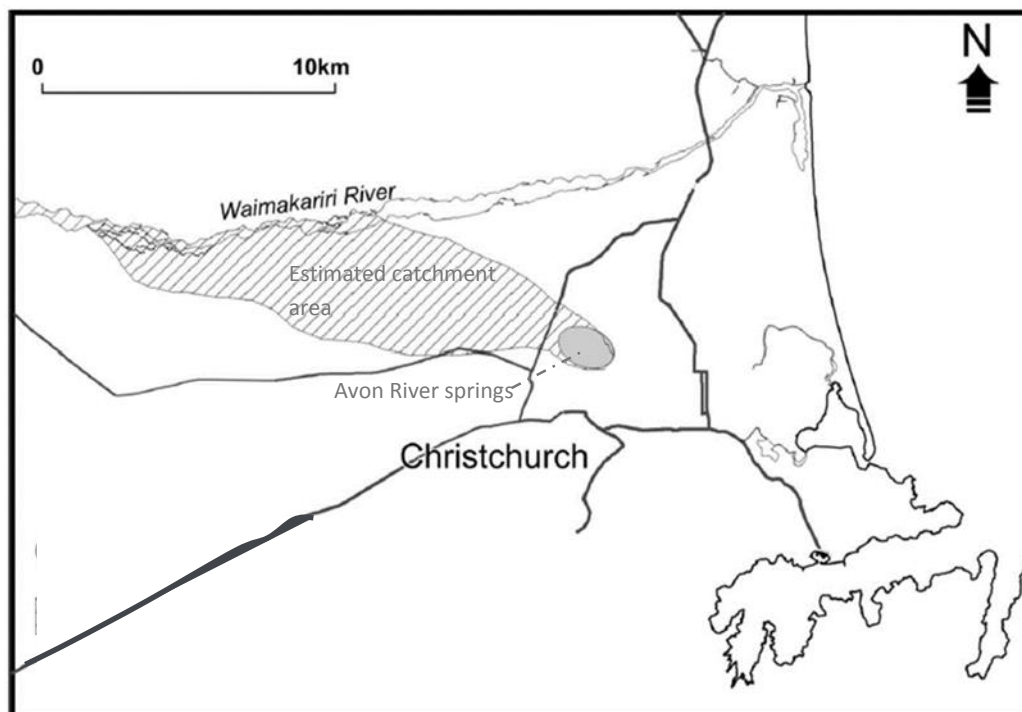 0 10km
N
Waimakariri River
Estimated catchment
area
Avon River springs
Christchurch